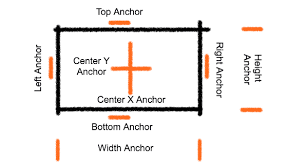 Top Anchor
Left Anchor
Center Y
Anchor
Right Anchor
Height
Anchor
Center X Anchor
Bottom Anchor
Width Anchor